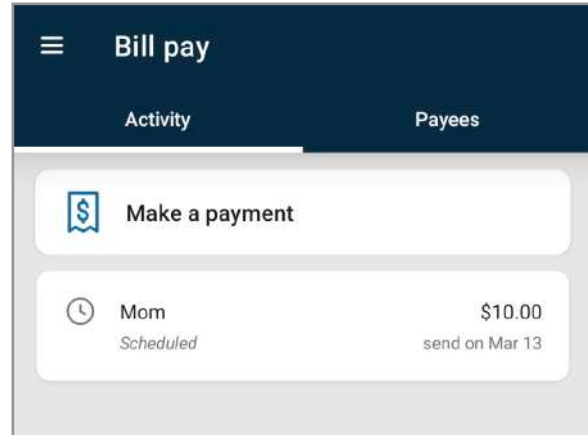 Bill pay
Activity Payees
$ Make a payment
Mom $10.00
Scheduled send on Mar 13